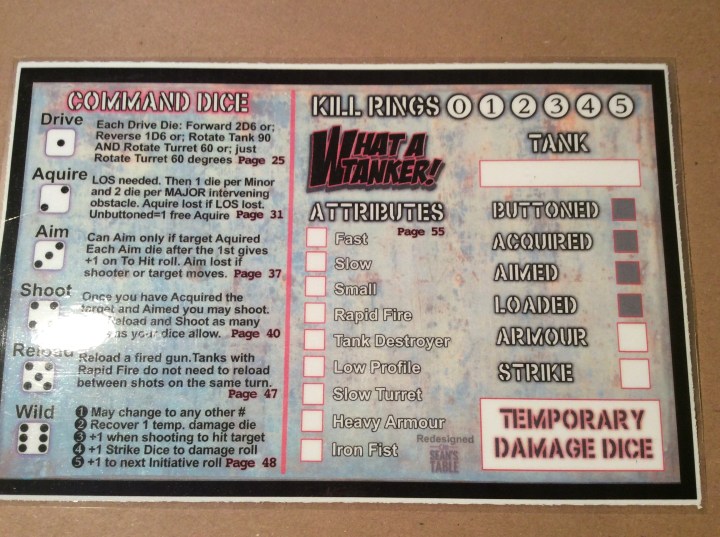 COMMAND DICE
Drive
Each Drive Die: Forward 2D6 or;
Reverse 1D6 or; Rotate Tank 90
AND Rotate Turret 60 or; just
Rotate Turret 60 degrees Page 25
Aquire
LOS needed. Then 1 die per Minor
and 2 die per MAJOR intervening
obstacle. Aquire lost if LOS lost.
Unbuttoned=1 free Aquire Page 31
Aim
Can Aim only if target Aquired
Each Aim die after the 1st gives
+1 on To Hit roll. Aim lost if
shooter or target moves. Page 37
Shoot
Once you have Acquired the
target and Aimed you may shoot.
Reload and Shoot as many
as your dice allow. Page 40
Reload
Reload a fired gun.Tanks with
Rapid Fire do not need to reload
between shots on the same turn.
Page 47
Wild
1 May change to any other #
2 Recover 1 temp. damage die
3 +1 when shooting to hit target
4 +1 Strike Dice to damage roll
5 +1 to next Initiative roll Page 48
KILL RINGS 0 1 2 3 4 5
WHAT A
TANKER!
TANK
ATTRIBUTES
Page 55
Fast
Slow
Small
Rapid Fire
Tank Destroyer
Low Profile
Slow Turret
Heavy Armour
Iron Fist
BUTTONED
ACQUIRED
AIMED
LOADED
ARMOUR
STRIKE
Redesigned
SEAN'S
TABLE
TEMPORARY
DAMAGE DICE